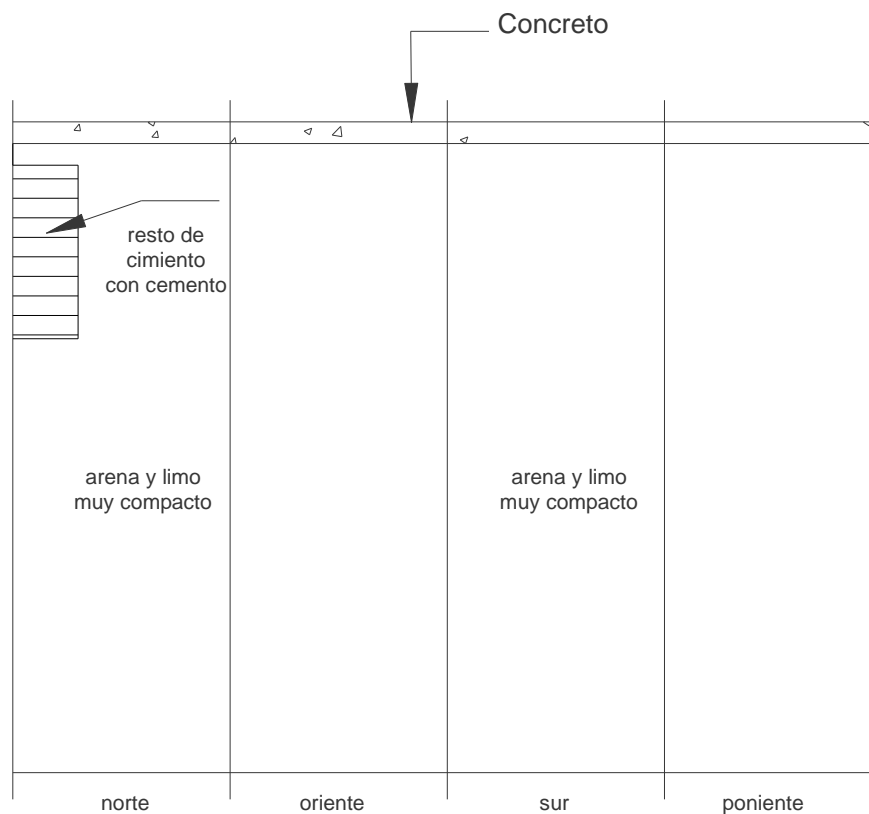 Concreto
resto de
cimiento
con cemento
arena y limo
muy compacto
arena y limo
muy compacto
norte
oriente
sur
poniente